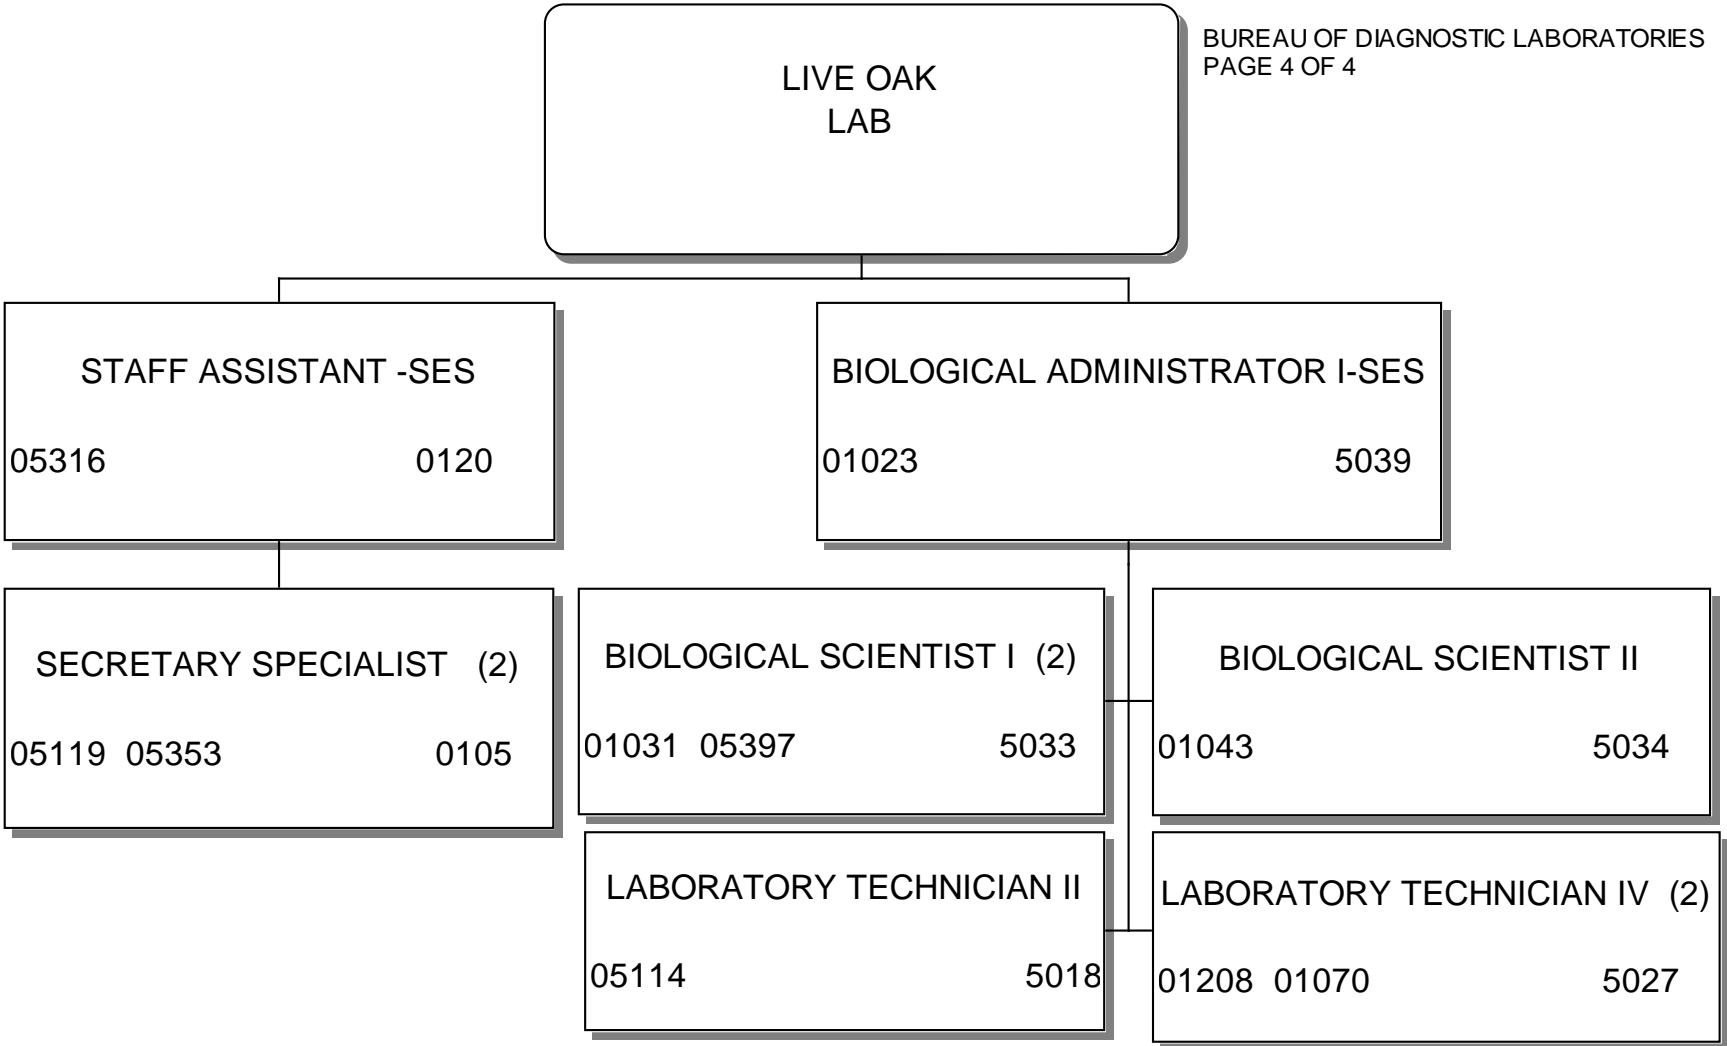 BUREAU OF DIAGNOSTIC LABORATORIES
PAGE 4 OF 4
LIVE OAK
LAB
STAFF ASSISTANT -SES
05316 0120
BIOLOGICAL ADMINISTRATOR I-SES
01023 5039
SECRETARY SPECIALIST (2)
05119 05353 0105
BIOLOGICAL SCIENTIST I (2)
01031 05397 5033
BIOLOGICAL SCIENTIST II
01043 5034
LABORATORY TECHNICIAN II
05114 5018
LABORATORY TECHNICIAN IV (2)
01208 01070 5027